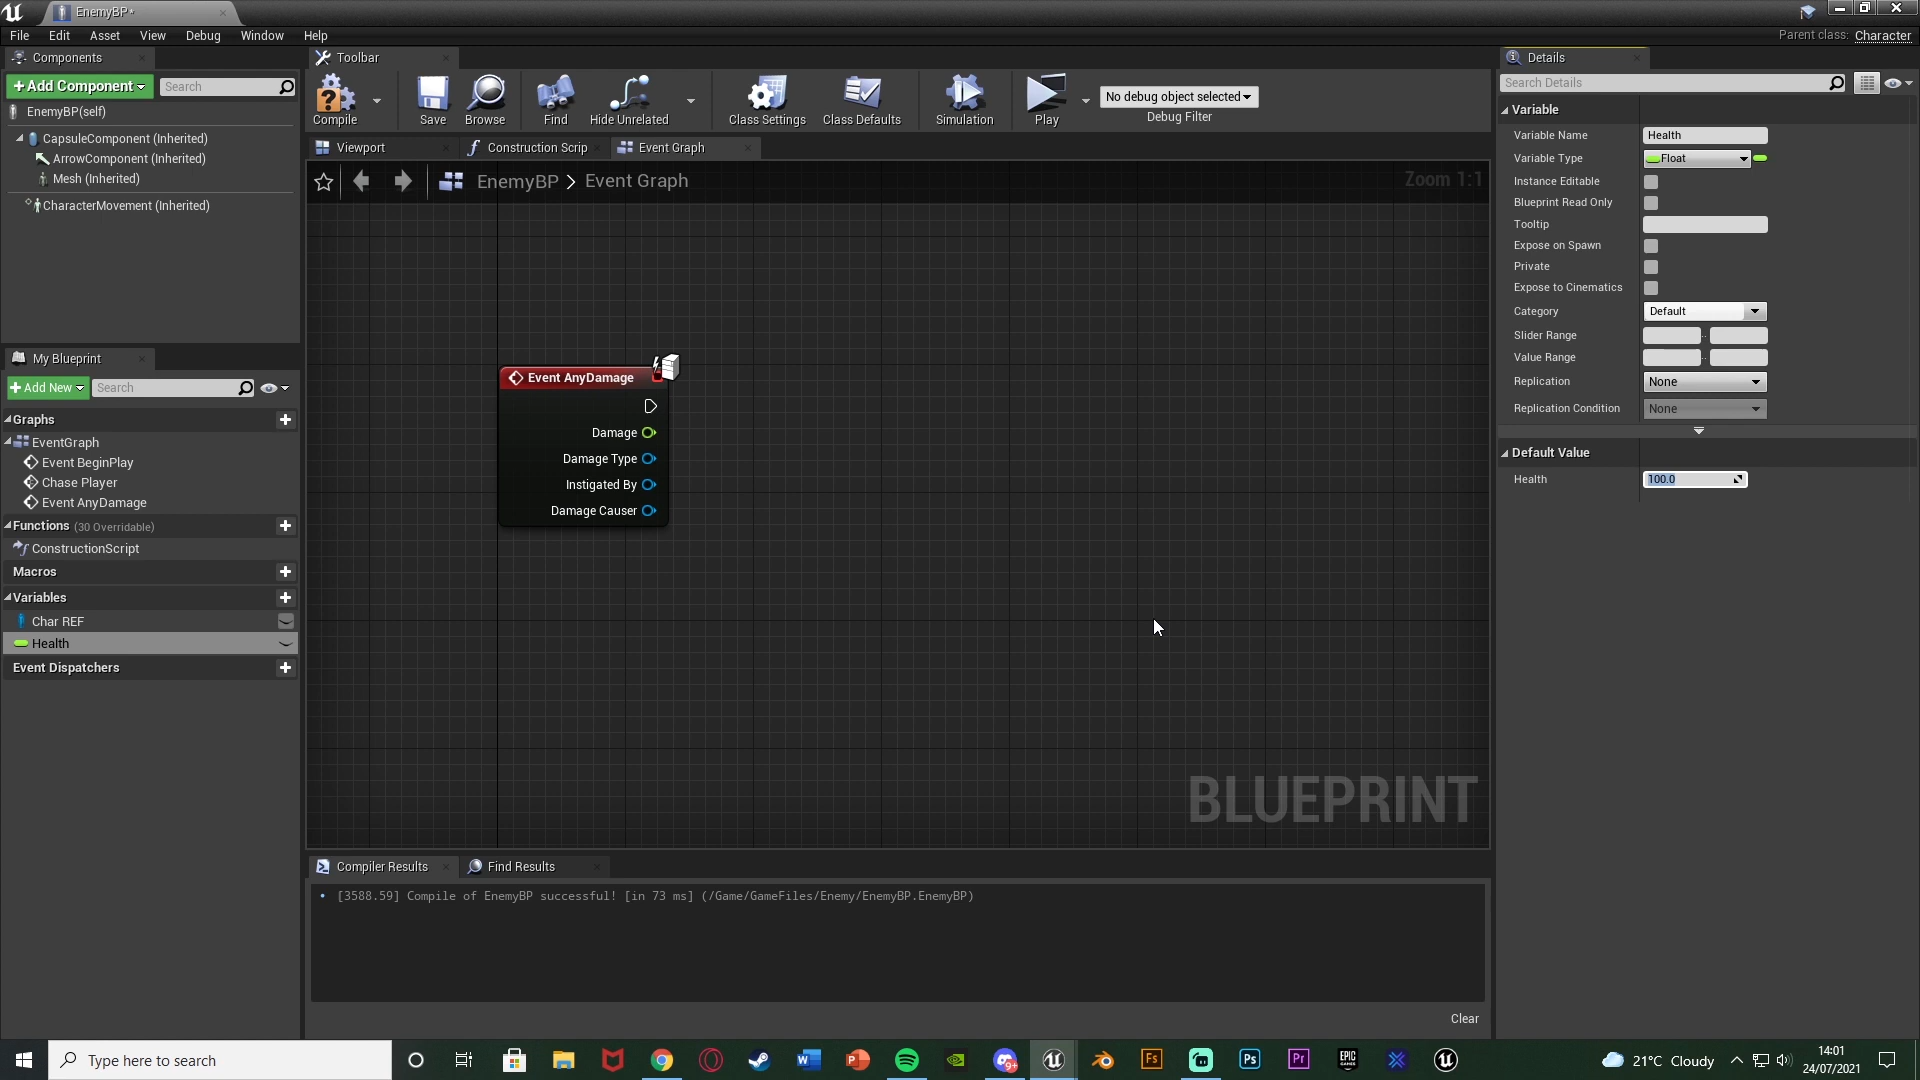 EnemyBP*
File Edit Asset View Debug Window Help
Parent class: Character
Components
Toolbar
Details
+Add Component
Search
EnemyBP(self)
CapsuleComponent (Inherited)
ArrowComponent (Inherited)
Mesh (Inherited)
CharacterMovement (Inherited)
Compile
Save
Browse
Find
Hide Unrelated
Class Settings
Class Defaults
Simulation
Play
No debug object selected
Debug Filter
Viewport
Construction Scrip
Event Graph
EnemyBP > Event Graph
Zoom 1:1
Event AnyDamage
Damage
Damage Type
Instigated By
Damage Causer
BLUEPRINT
My Blueprint
+Add New
Search
Graphs
EventGraph
Event BeginPlay
Chase Player
Event AnyDamage
Functions (30 Overridable)
ConstructionScript
Macros
Variables
Char REF
Health
Event Dispatchers
Compiler Results
Find Results
• [3588.59] Compile of EnemyBP successful! [in 73 ms] (/Game/GameFiles/Enemy/EnemyBP.EnemyBP)
Clear
Search Details
Variable
Variable Name Health
Variable Type Float
Instance Editable
Blueprint Read Only
Tooltip
Expose on Spawn
Private
Expose to Cinematics
Category Default
Slider Range
Value Range
Replication None
Replication Condition None
Default Value
Health 100.0
Type here to search
9+
Fs
Ps
Pr
EPIC GAMES
21°C Cloudy
14:01
24/07/2021